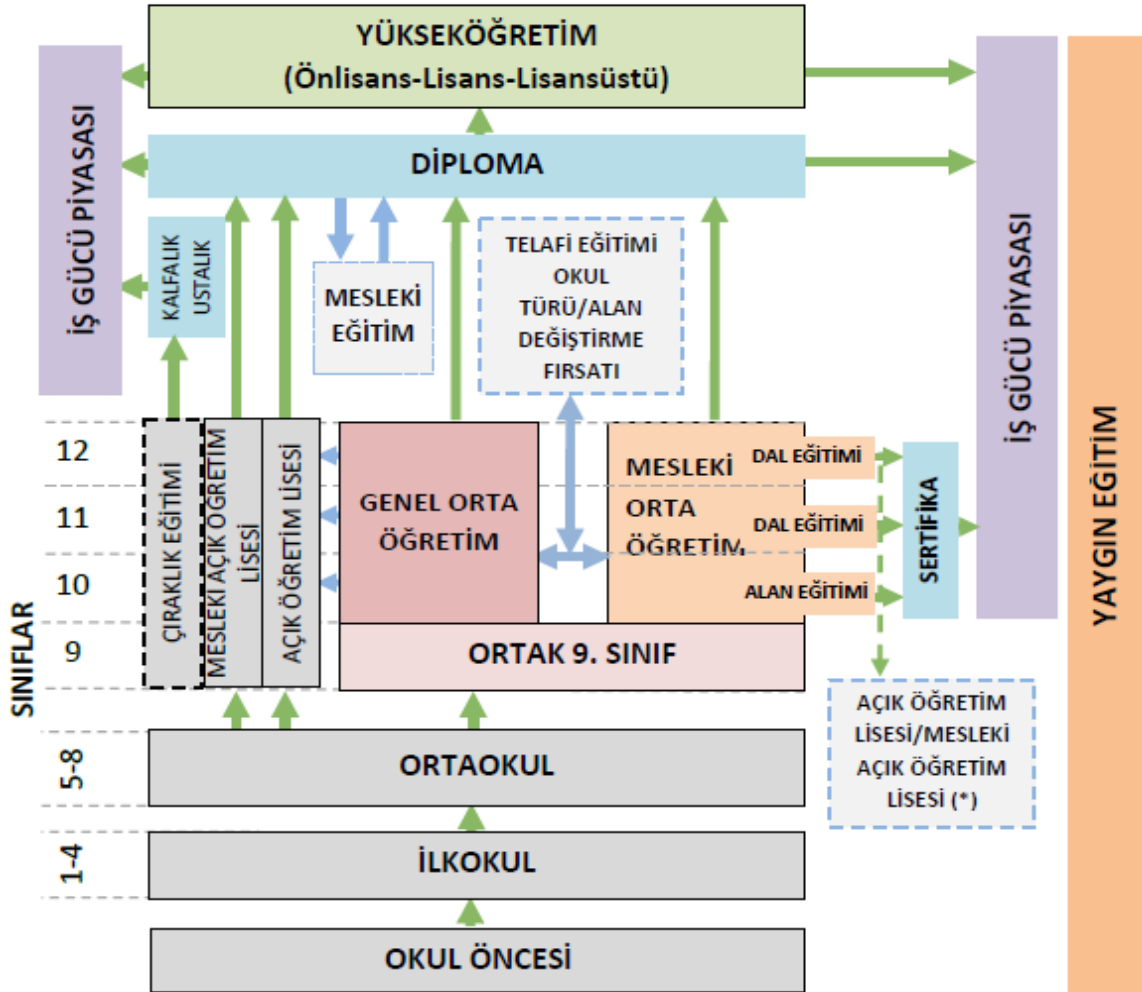 YÜKSEKÖĞRETİM
(Önlisans-Lisans-Lisansüstü)
DİPLOMA
İŞ GÜCÜ PİYASASI
KALFALIK
USTALIK
MESLEKİ
EĞİTİM
TELAFİ EĞİTİMİ
OKUL
TÜRÜ/ALAN
DEĞİŞTİRME
FIRSATI
İŞ GÜCÜ PİYASASI
YAYGIN EĞİTİM
SINIFLAR
12
11
10
9
5-8
1-4
ÇIRAKLIK EĞİTİMİ
MESLEKİ AÇIK ÖĞRETİM
LİSESİ
AÇIK ÖĞRETİM LİSESİ
GENEL ORTA
ÖĞRETİM
MESLEKİ
ORTA
ÖĞRETİM
DAL EĞİTİMİ
DAL EĞİTİMİ
ALAN EĞİTİMİ
SERTİFİKA
ORTAK 9. SINIF
AÇIK ÖĞRETİM
LİSESİ/MESLEKİ
AÇIK ÖĞRETİM
LİSESİ (*)
ORTAOKUL
İLKOKUL
OKUL ÖNCESİ